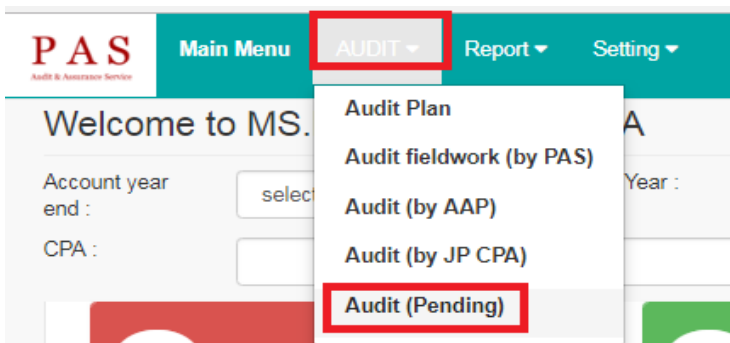 PAS Main Menu AUDIT Report Setting
Audit & Assurance Service
Audit Plan
Welcome to MS. A
Audit fieldwork (by PAS)
Account year end : selec Year :
Audit (by AAP)
CPA :
Audit (by JP CPA)
Audit (Pending)